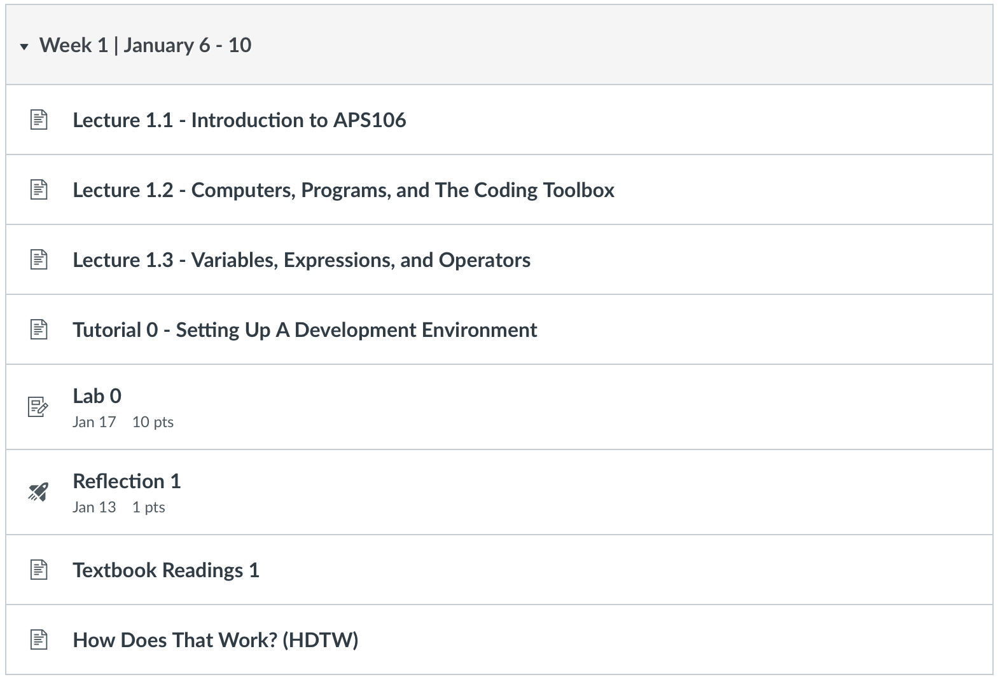 Week 1 | January 6 - 10
Lecture 1.1 - Introduction to APS106
Lecture 1.2 - Computers, Programs, and The Coding Toolbox
Lecture 1.3 - Variables, Expressions, and Operators
Tutorial 0 - Setting Up A Development Environment
Lab 0
Jan 17 10 pts
Reflection 1
Jan 13 1 pts
Textbook Readings 1
How Does That Work? (HDTW)